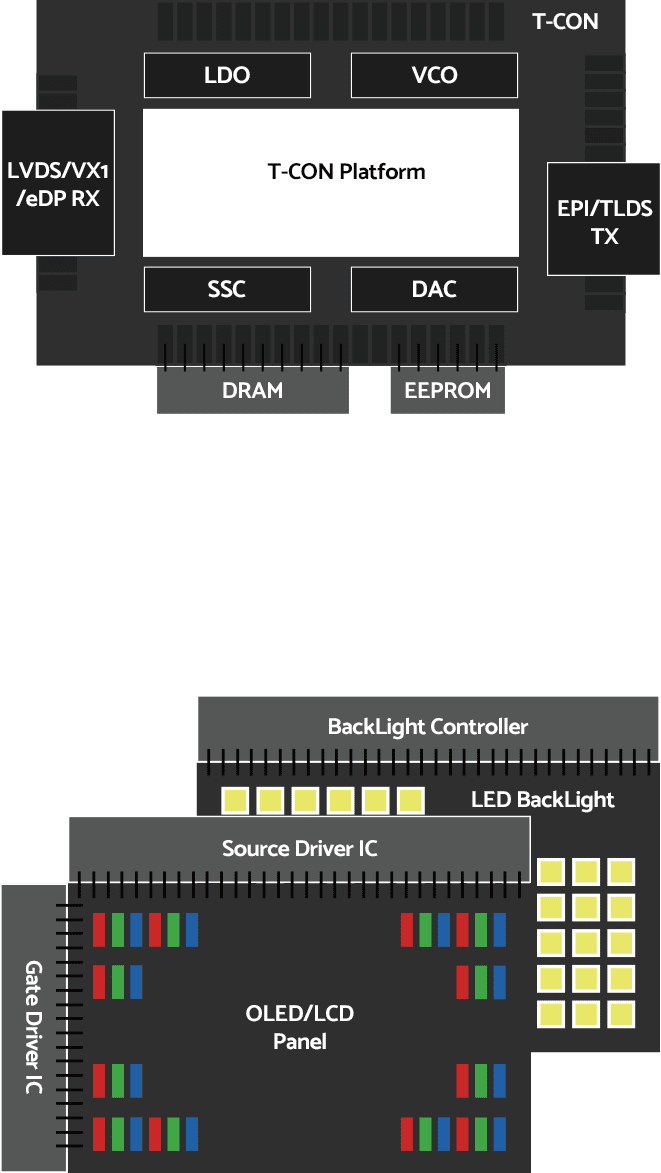 T-CON
LDO
VCO
LVDS/VX1
/eDP RX
T-CON Platform
EPI/TLDS
TX
SSC
DAC
DRAM
EEPROM
BackLight Controller
LED BackLight
Source Driver IC
Gate Driver IC
OLED/LCD
Panel